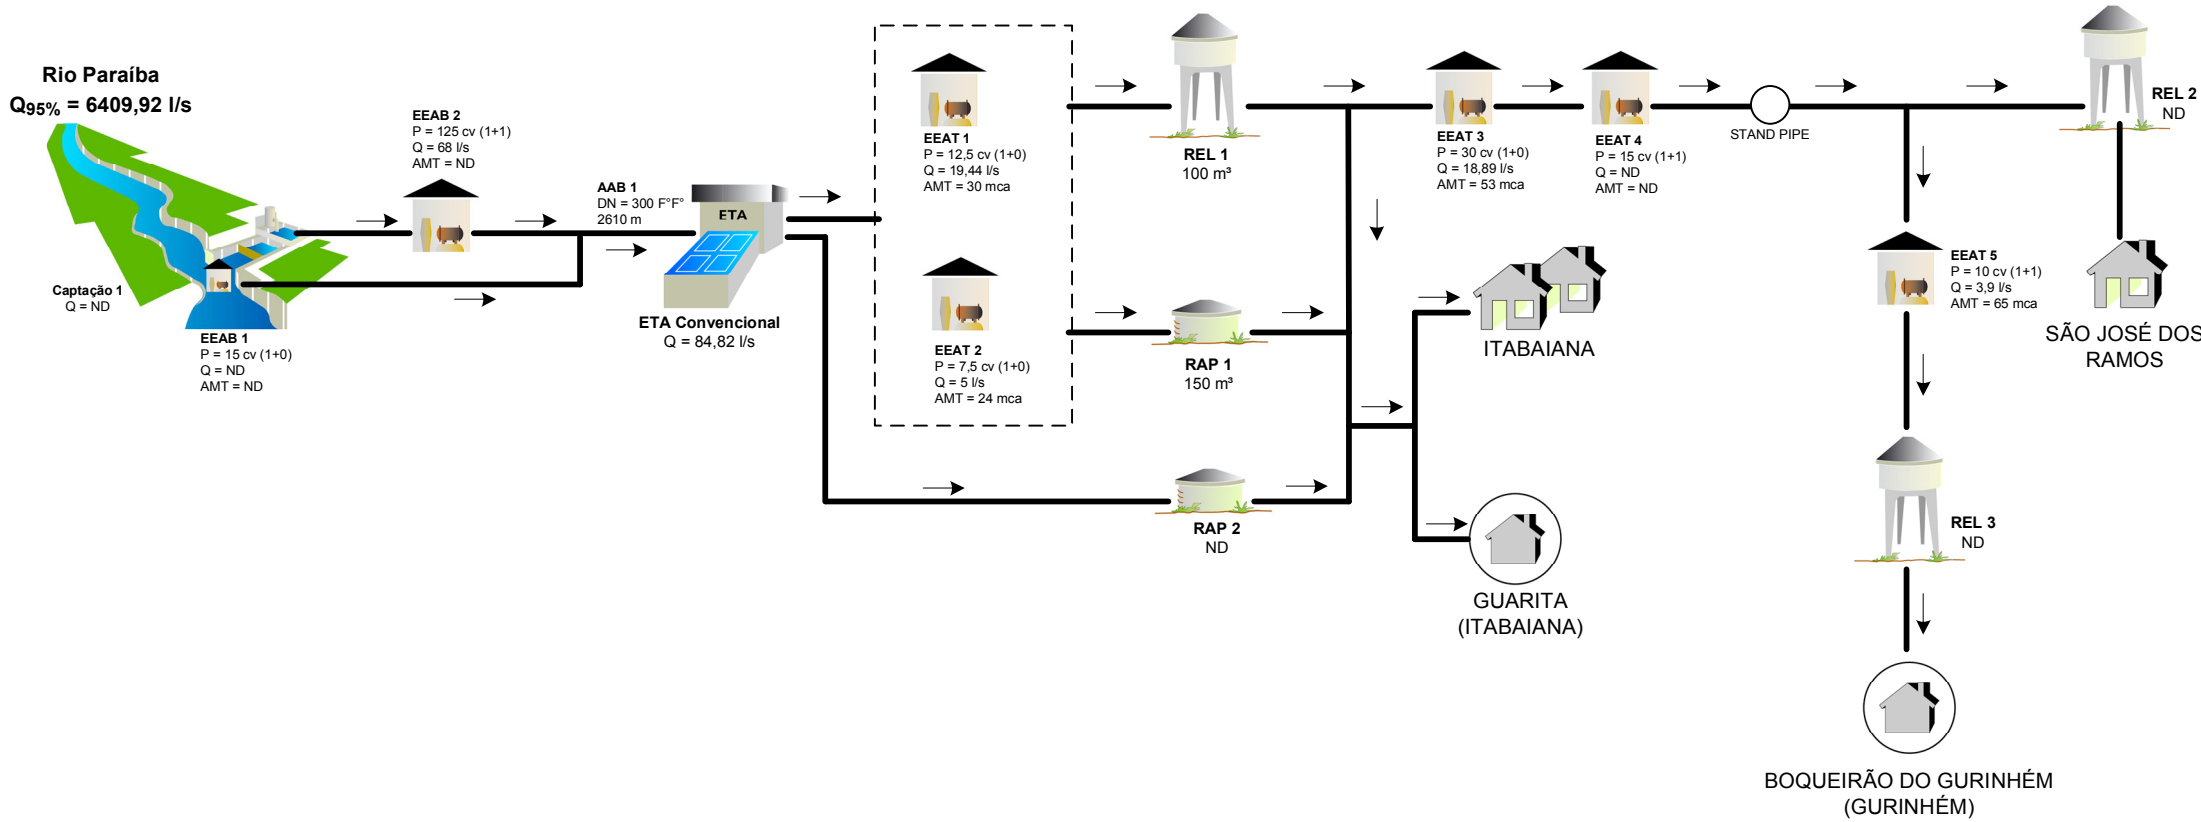 Rio Paraíba
Q95% = 6409,92 l/s
Captação 1
Q = ND
EEAB 1
P = 15 cv (1+0)
Q = ND
AMT = ND
EEAB 2
P = 125 cv (1+1)
Q = 68 l/s
AMT = ND
AAB 1
DN = 300 F°F°
2610 m
ETA
ETA Convencional
Q = 84,82 l/s
EEAT 1
P = 12,5 cv (1+0)
Q = 19,44 l/s
AMT = 30 mca
EEAT 2
P = 7,5 cv (1+0)
Q = 5 l/s
AMT = 24 mca
REL 1
100 m³
RAP 1
150 m³
RAP 2
ND
EEAT 3
P = 30 cv (1+0)
Q = 18,89 l/s
AMT = 53 mca
EEAT 4
P = 15 cv (1+1)
Q = ND
AMT = ND
STAND PIPE
ITABAIANA
GUARITA
(ITABAIANA)
REL 2
ND
SÃO JOSÉ DOS
RAMOS
EEAT 5
P = 10 cv (1+1)
Q = 3,9 l/s
AMT = 65 mca
REL 3
ND
BOQUEIRÃO DO GURINHÉM
(GURINHÉM)